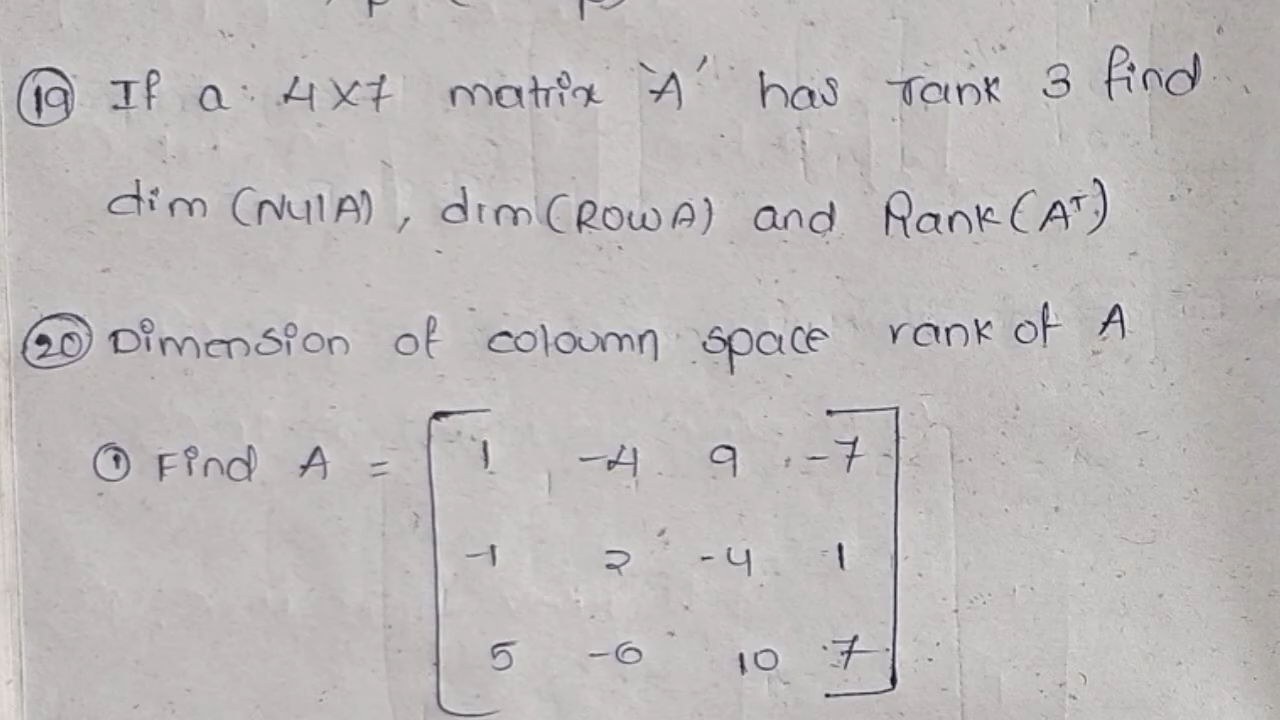 19 If a 4x7 matrix 'A' has rank 3 find
dim (NulA), dim (ROWA) and Rank (Aᵀ)
20 Dimension of coloumn space rank of A
① Find A = [ 1 -4 9 -7
-1 2 -4 1
5 -6 10 7 ]